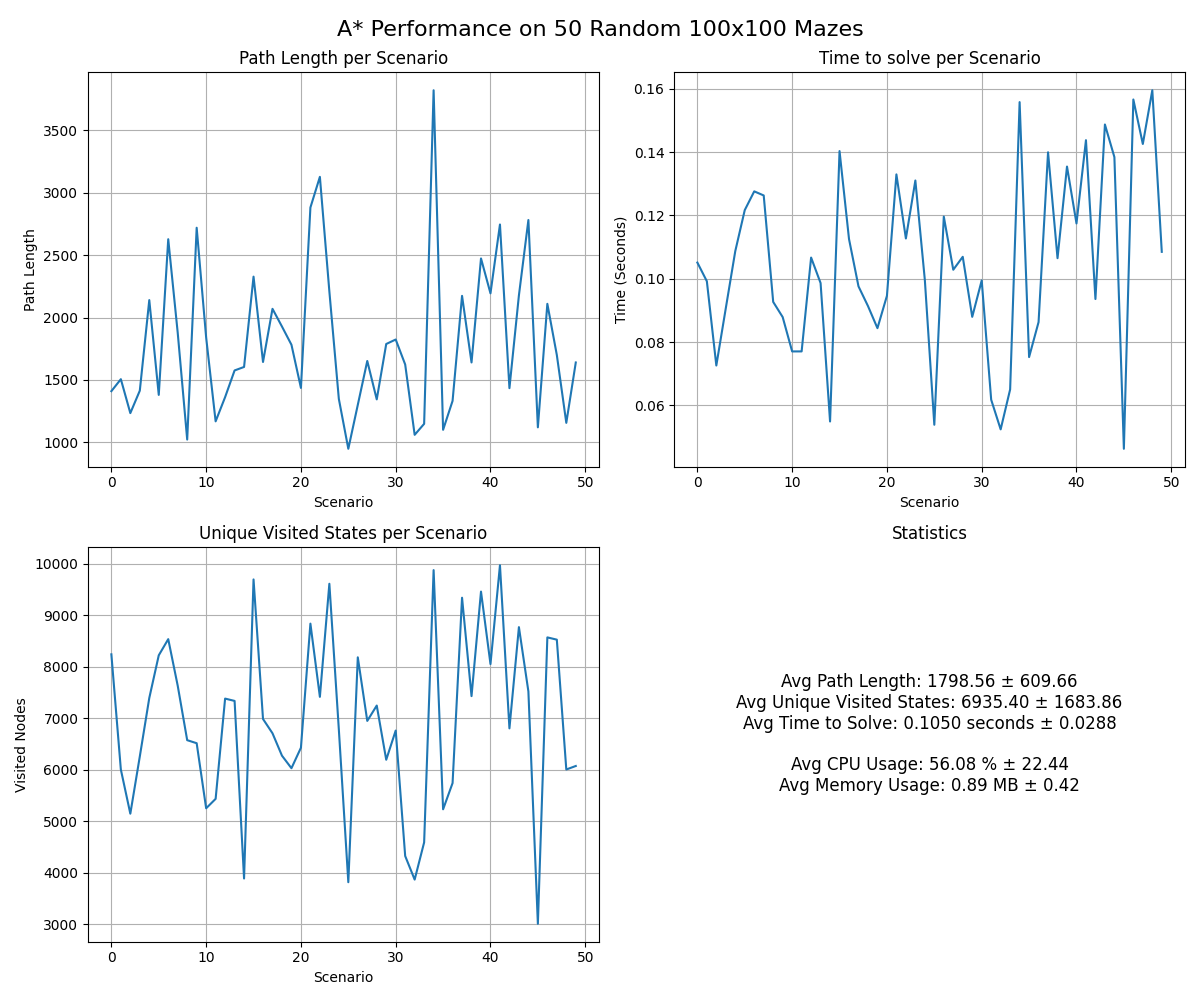 A* Performance on 50 Random 100x100 Mazes
Path Length per Scenario
Path Length
3500
3000
2500
2000
1500
1000
0 10 20 30 40 50
Scenario
Time to solve per Scenario
Time (Seconds)
0.16
0.14
0.12
0.10
0.08
0.06
0 10 20 30 40 50
Scenario
Unique Visited States per Scenario
Visited Nodes
10000
9000
8000
7000
6000
5000
4000
3000
0 10 20 30 40 50
Scenario
Statistics
Avg Path Length: 1798.56 ± 609.66
Avg Unique Visited States: 6935.40 ± 1683.86
Avg Time to Solve: 0.1050 seconds ± 0.0288
Avg CPU Usage: 56.08 % ± 22.44
Avg Memory Usage: 0.89 MB ± 0.42